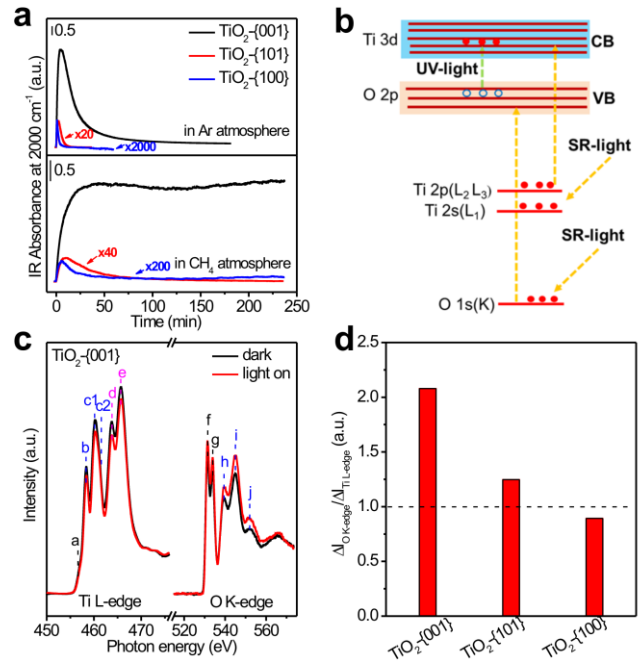 a
0.5
TiO2-{001}
TiO2-{101}
TiO2-{100}
x20
x2000
in Ar atmosphere
0.5
x40
x200
in CH4 atmosphere
IR Absorbance at 2000 cm-1 (a.u.)
0 50 100 150 200 250
Time (min)
b
Ti 3d
CB
UV-light
O 2p
VB
SR-light
Ti 2p(L2 L3)
Ti 2s(L1)
SR-light
O 1s(K)
c
TiO2-{001}
dark
light on
e
c1
d
c2
b
a
f
g
i
h
j
Ti L-edge
O K-edge
Intensity (a.u.)
450 460 470 520 540 560
Photon energy (eV)
d
ΔIO K-edge/ΔITi L-edge (a.u.)
2.5
2.0
1.5
1.0
0.5
0.0
TiO2-{001}
TiO2-{101}
TiO2-{100}